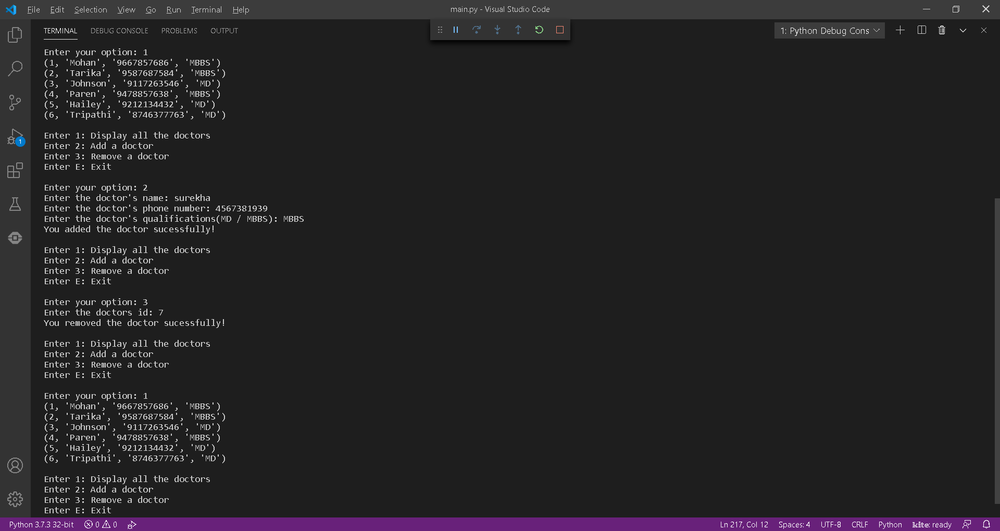 File Edit Selection View Go Run Terminal Help
main.py - Visual Studio Code
TERMINAL DEBUG CONSOLE PROBLEMS OUTPUT
1: Python Debug Cons
Enter your option: 1
(1, 'Mohan', '9667857686', 'MBBS')
(2, 'Tarika', '9587687584', 'MBBS')
(3, 'Johnson', '9117263546', 'MD')
(4, 'Paren', '9478857638', 'MBBS')
(5, 'Hailey', '9212134432', 'MD')
(6, 'Tripathi', '8746377763', 'MD')
Enter 1: Display all the doctors
Enter 2: Add a doctor
Enter 3: Remove a doctor
Enter E: Exit
Enter your option: 2
Enter the doctor's name: surekha
Enter the doctor's phone number: 4567381939
Enter the doctor's qualifications(MD / MBBS): MBBS
You added the doctor sucessfully!
Enter 1: Display all the doctors
Enter 2: Add a doctor
Enter 3: Remove a doctor
Enter E: Exit
Enter your option: 3
Enter the doctors id: 7
You removed the doctor sucessfully!
Enter 1: Display all the doctors
Enter 2: Add a doctor
Enter 3: Remove a doctor
Enter E: Exit
Enter your option: 1
(1, 'Mohan', '9667857686', 'MBBS')
(2, 'Tarika', '9587687584', 'MBBS')
(3, 'Johnson', '9117263546', 'MD')
(4, 'Paren', '9478857638', 'MBBS')
(5, 'Hailey', '9212134432', 'MD')
(6, 'Tripathi', '8746377763', 'MD')
Enter 1: Display all the doctors
Enter 2: Add a doctor
Enter 3: Remove a doctor
Enter E: Exit
1
Python 3.7.3 32-bit 0 0 Ln 217, Col 12 Spaces: 4 UTF-8 CRLF Python kite: ready